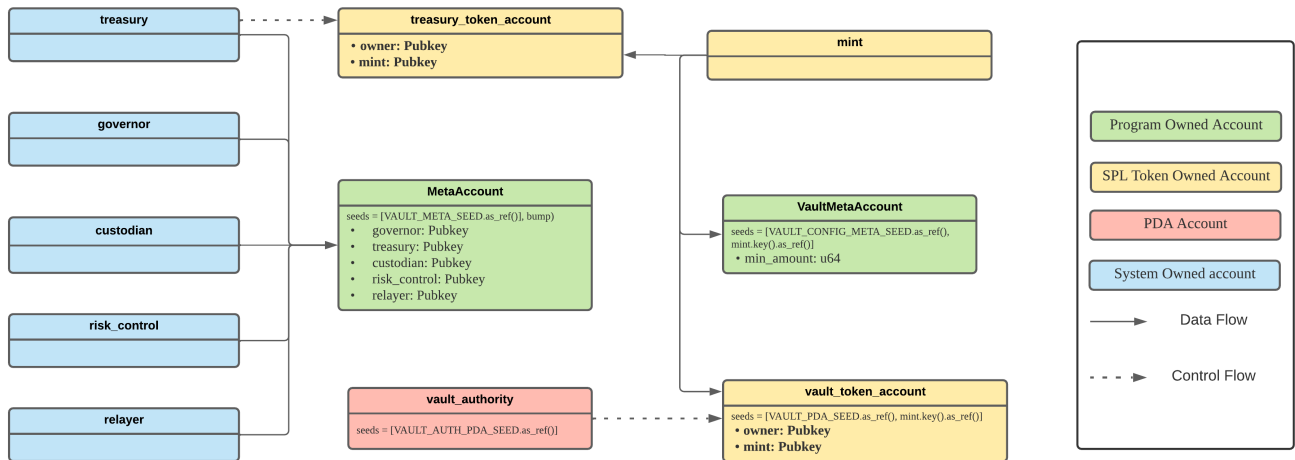 treasury
treasury_token_account
• owner: Pubkey
• mint: Pubkey
mint
governor
MetaAccount
seeds = [VAULT_META_SEED.as_ref()], bump)
• governor: Pubkey
• treasury: Pubkey
• custodian: Pubkey
• risk_control: Pubkey
• relayer: Pubkey
custodian
VaultMetaAccount
seeds = [VAULT_CONFIG_META_SEED.as_ref(),
mint.key().as_ref()]
• min_amount: u64
risk_control
relayer
vault_authority
seeds = [VAULT_AUTH_PDA_SEED.as_ref()]
vault_token_account
seeds = [VAULT_PDA_SEED.as_ref(), mint.key().as_ref()]
• owner: Pubkey
• mint: Pubkey
Program Owned Account
SPL Token Owned Account
PDA Account
System Owned account
Data Flow
Control Flow